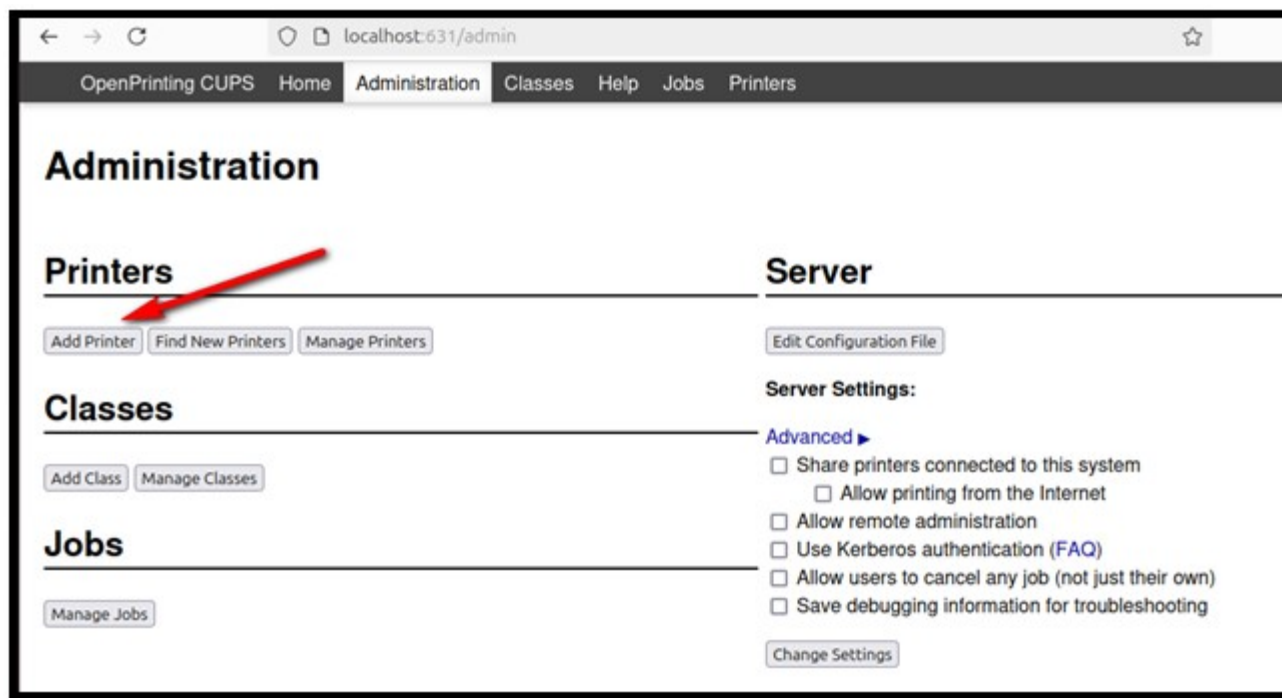 localhost:631/admin
OpenPrinting CUPS Home Administration Classes Help Jobs Printers
Administration
Printers
Add Printer Find New Printers Manage Printers
Classes
Add Class Manage Classes
Jobs
Manage Jobs
Server
Edit Configuration File
Server Settings:
Advanced ▶
Share printers connected to this system
Allow printing from the Internet
Allow remote administration
Use Kerberos authentication (FAQ)
Allow users to cancel any job (not just their own)
Save debugging information for troubleshooting
Change Settings